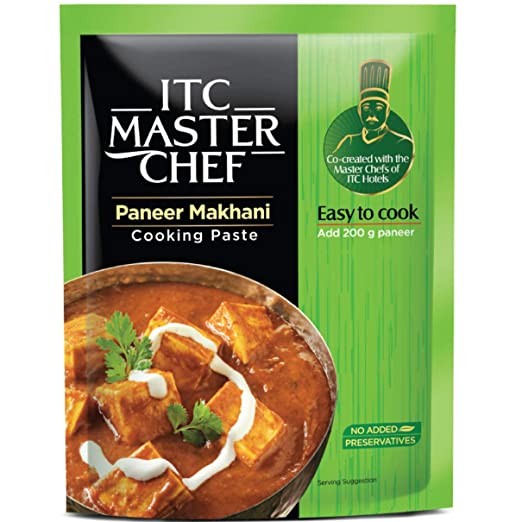 ITC
MASTER
CHEF
Paneer Makhani
Cooking Paste
Co-created with the
Master Chefs of
ITC Hotels
Easy to cook
Add 200 g paneer
NO ADDED
PRESERVATIVES
Serving Suggestion